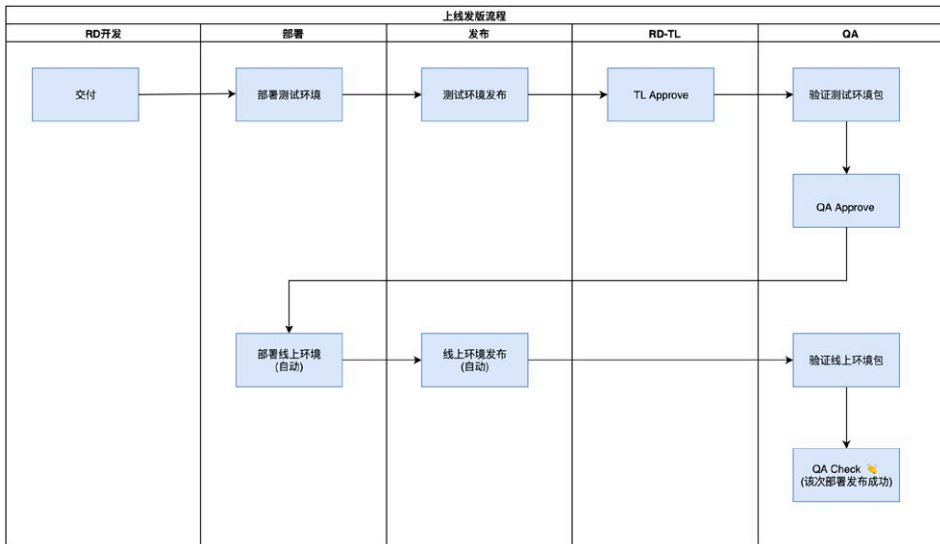 上线发版流程
RD开发
部署
发布
RD-TL
QA
交付
部署测试环境
测试环境发布
TL Approve
验证测试环境包
QA Approve
部署线上环境
(自动)
线上环境发布
(自动)
验证线上环境包
QA Check 👏
(该次部署发布成功)